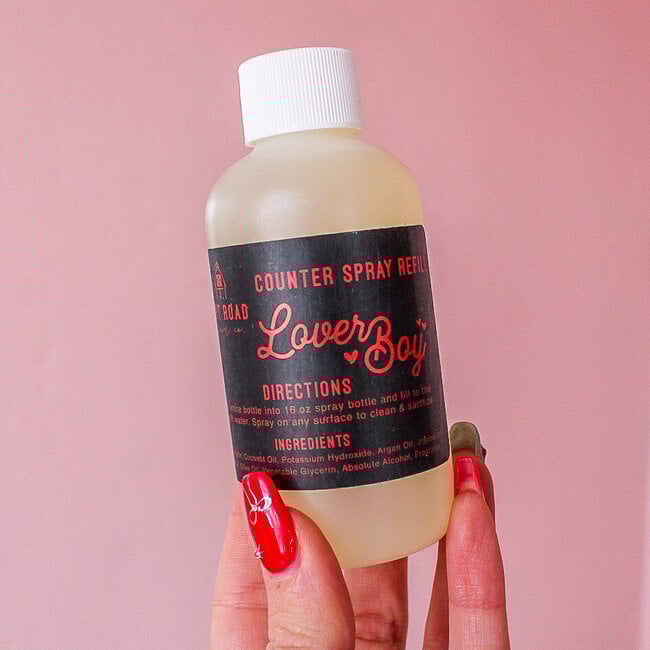 COUNTER SPRAY REFILL
ROAD
Lover Boy
DIRECTIONS
bottle into 16 oz spray bottle and fill to the
water. Spray on any surface to clean & sanitize
INGREDIENTS
Coconut Oil, Potassium Hydroxide, Argan Oil,
Olive Oil, Vegetable Glycerin, Absolute Alcohol,